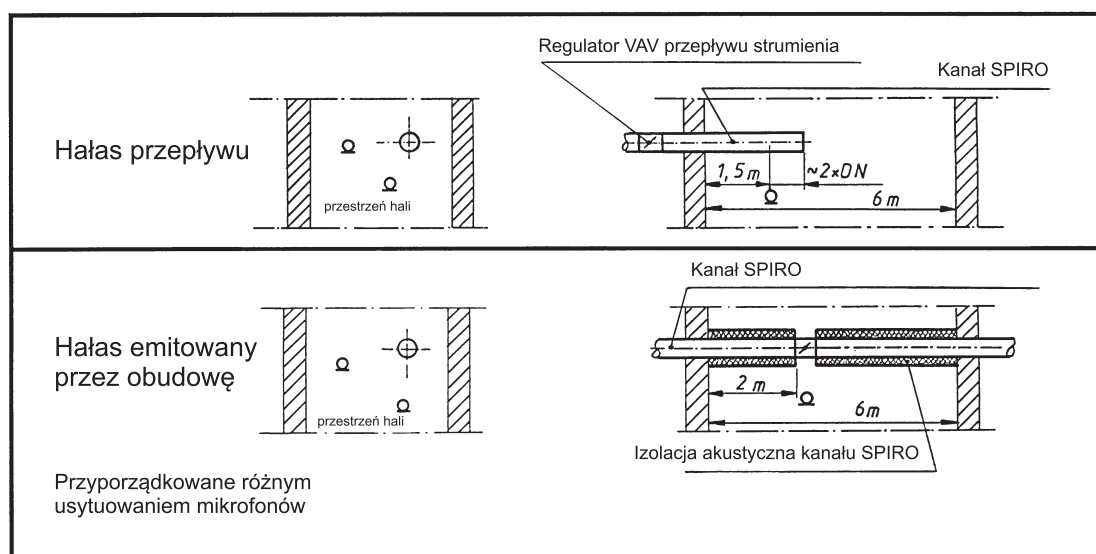 Regulator VAV przepływu strumienia
Kanał SPIRO
Hałas przepływu
przestrzeń hali
1,5 m
~2×DN
6 m
Kanał SPIRO
Hałas emitowany
przez obudowę
przestrzeń hali
2 m
6m
Izolacja akustyczna kanału SPIRO
Przyporządkowane różnym
usytuowaniem mikrofonów